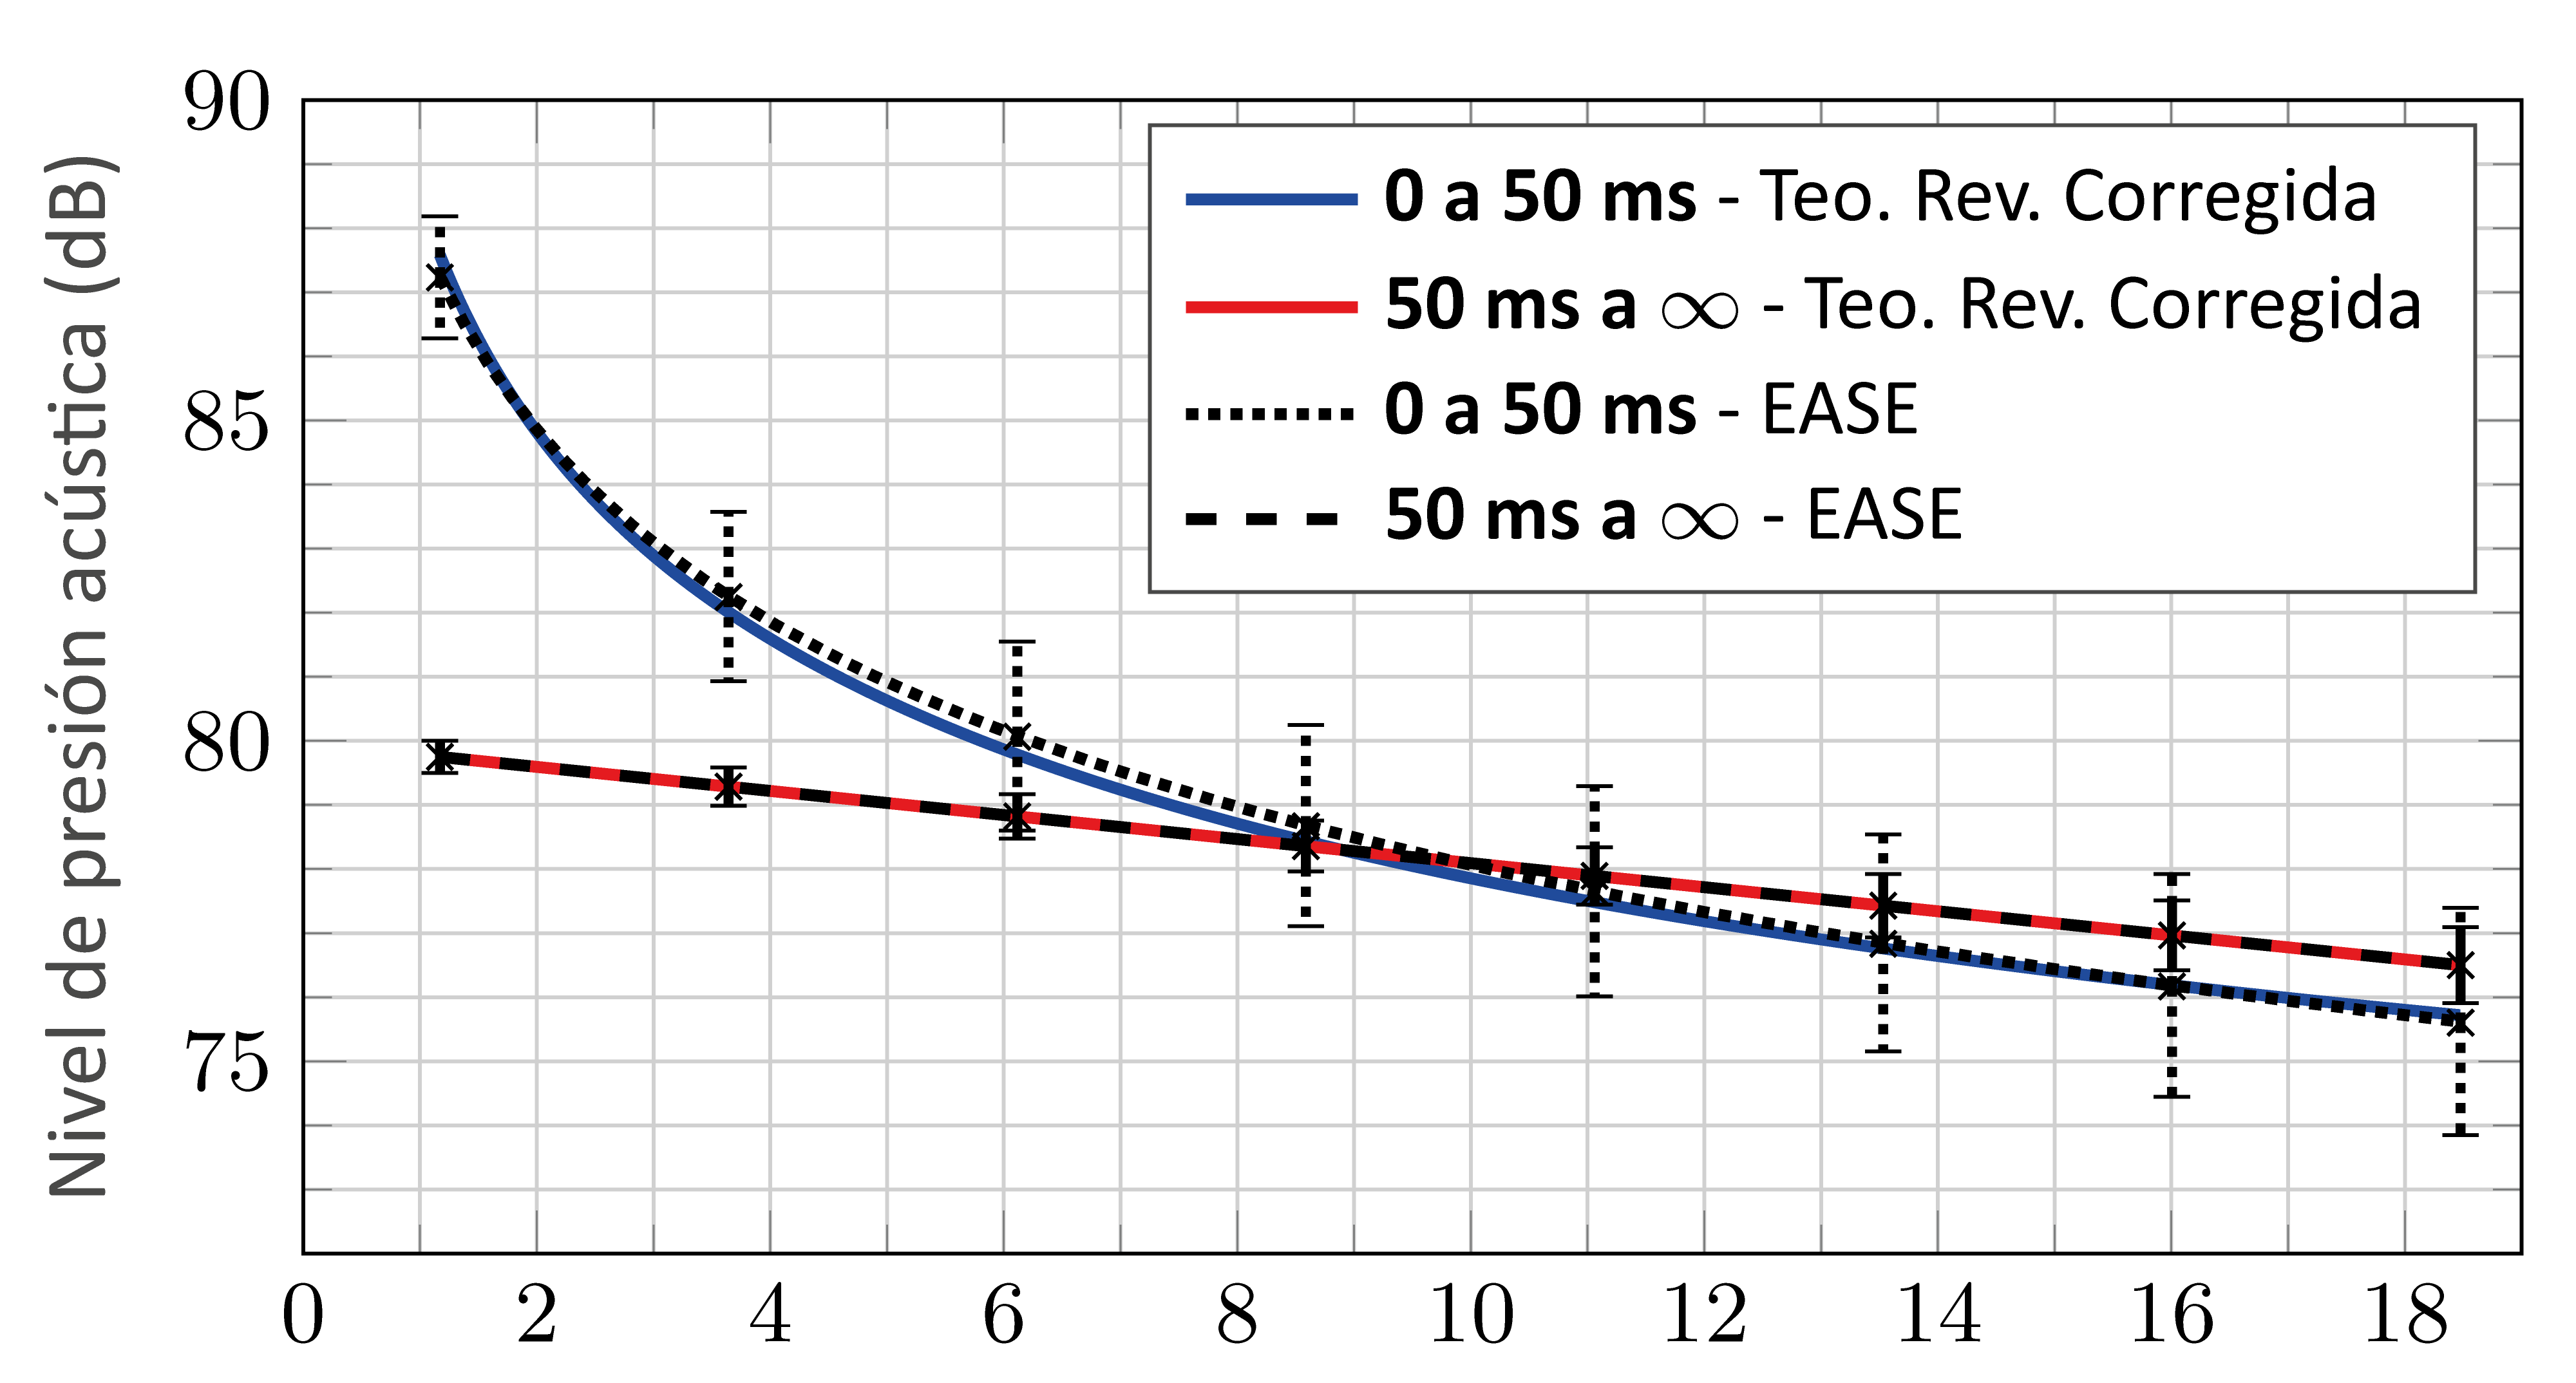 Nivel de presión acústica (dB)
90
85
80
75
0 a 50 ms - Teo. Rev. Corregida
50 ms a ∞ - Teo. Rev. Corregida
0 a 50 ms - EASE
50 ms a ∞ - EASE
0 2 4 6 8 10 12 14 16 18